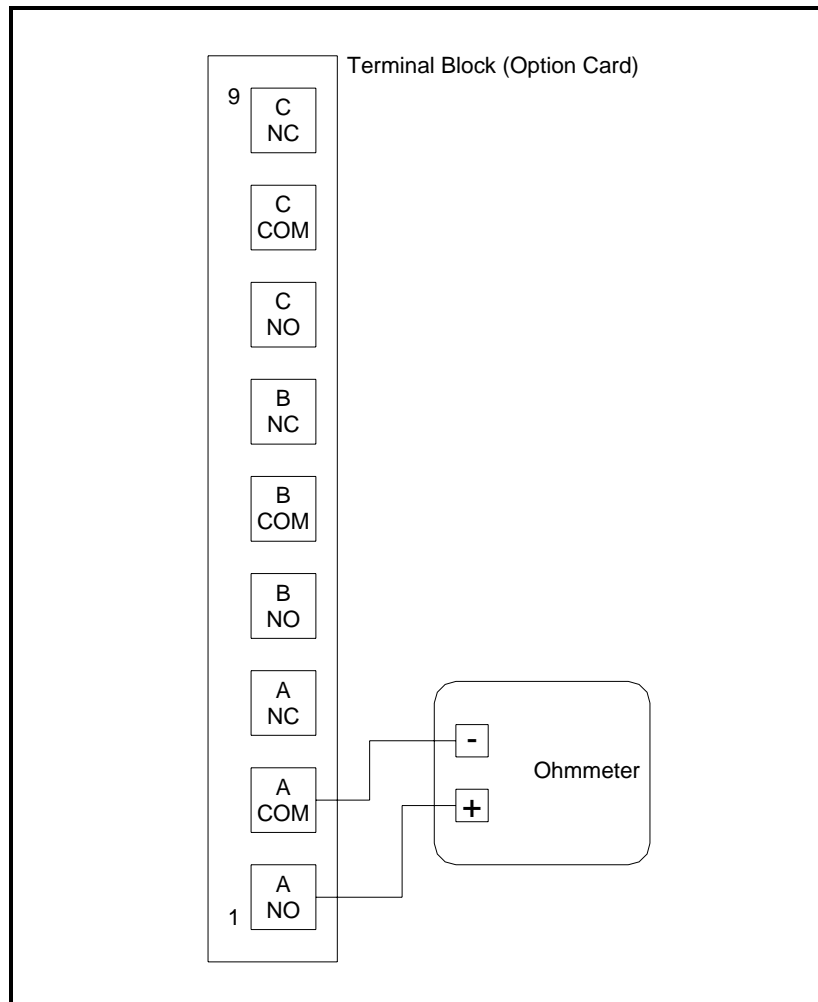 Terminal Block (Option Card)
9
C
NC
C
COM
C
NO
B
NC
B
COM
B
NO
A
NC
-
Ohmmeter
A
COM
+
A
NO
1